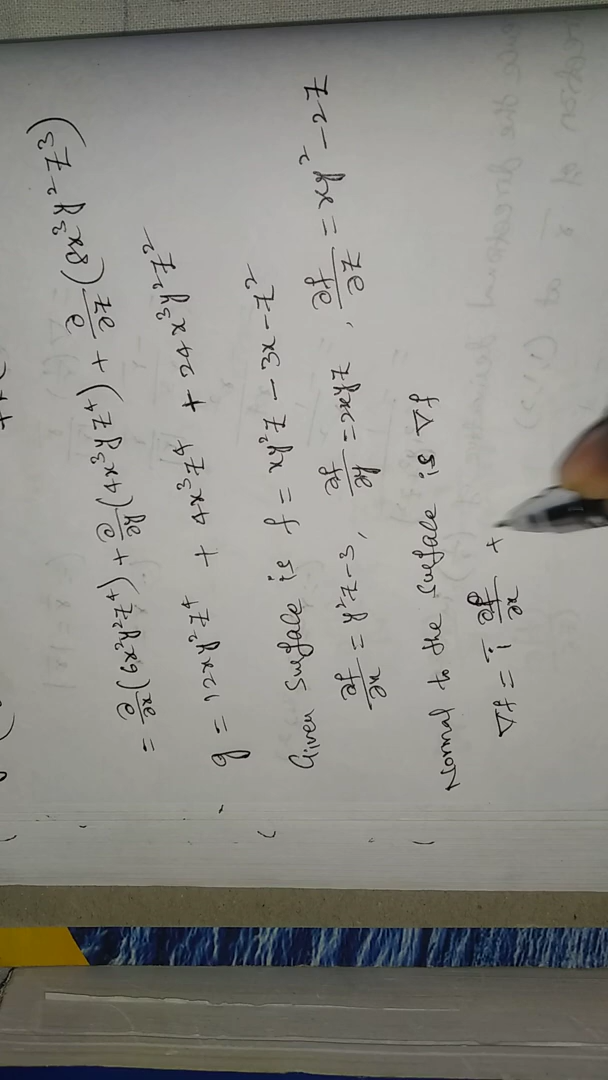 = ∂/∂x (6x²y²z⁴) + ∂/∂y (4x³yz⁴) + ∂/∂z (8x³y²z³)
g = 12xy²z⁴ + 4x³z⁴ + 24x³y²z²
Given surface is f = xy²z - 3x - z²
∂f/∂x = y²z - 3, ∂f/∂y = 2xyz, ∂f/∂z = xy² - 2z
Normal to the surface is ∇f
∇f = i ∂f/∂x +